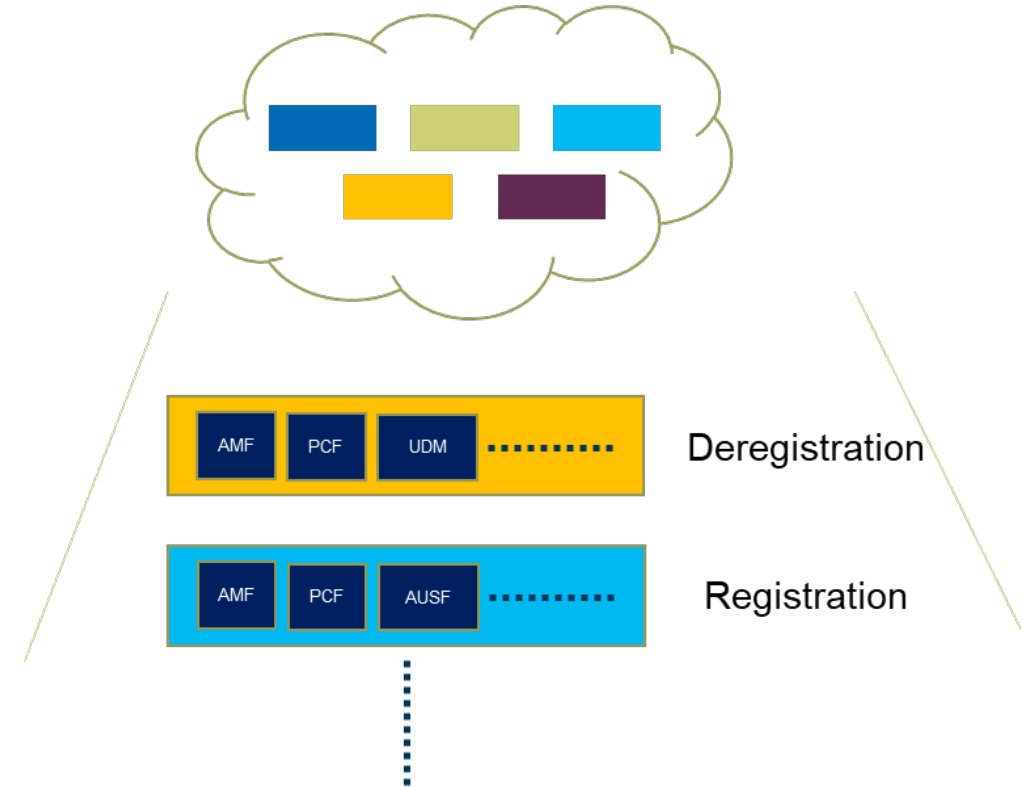 AMF PCF UDM
Deregistration
AMF PCF AUSF
Registration